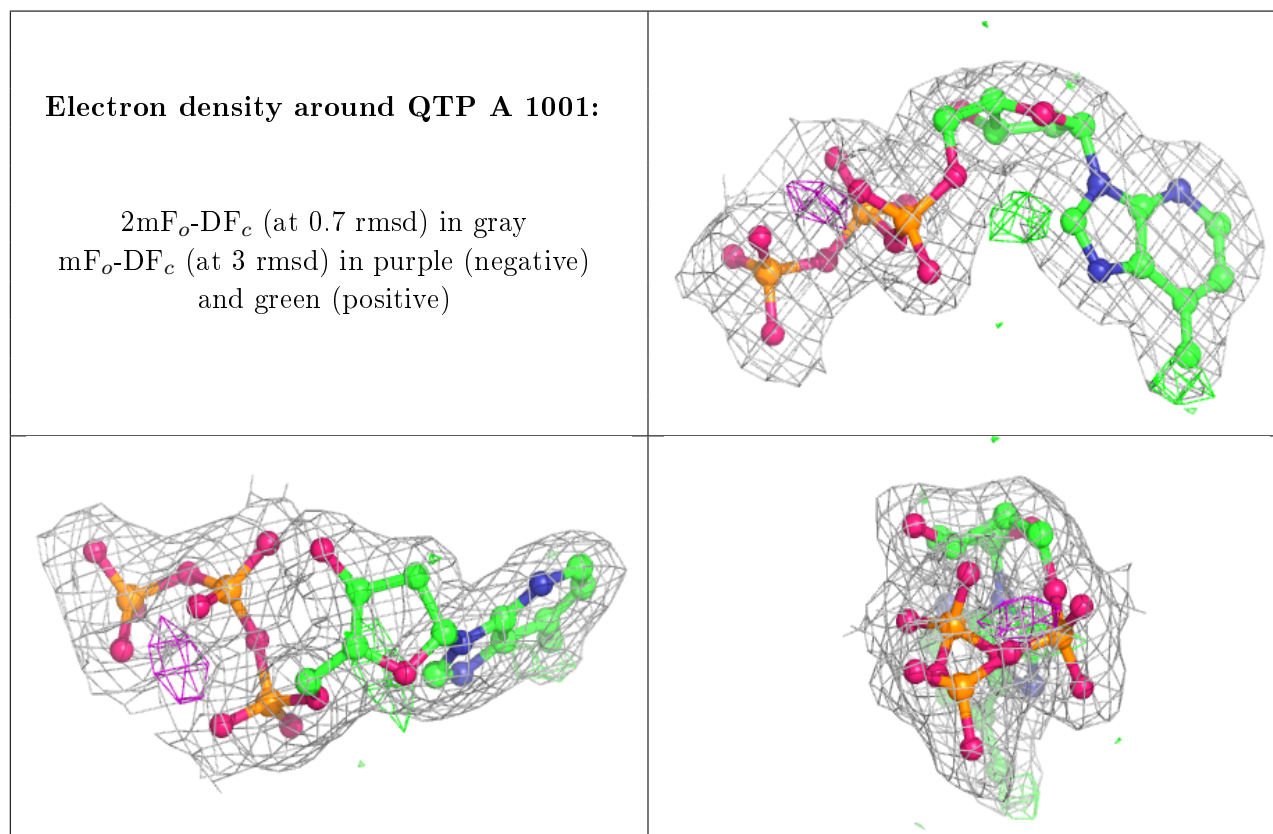 Electron density around QTP A 1001:
2mFₒ-DF𝒸 (at 0.7 rmsd) in gray
mFₒ-DF𝒸 (at 3 rmsd) in purple (negative)
and green (positive)